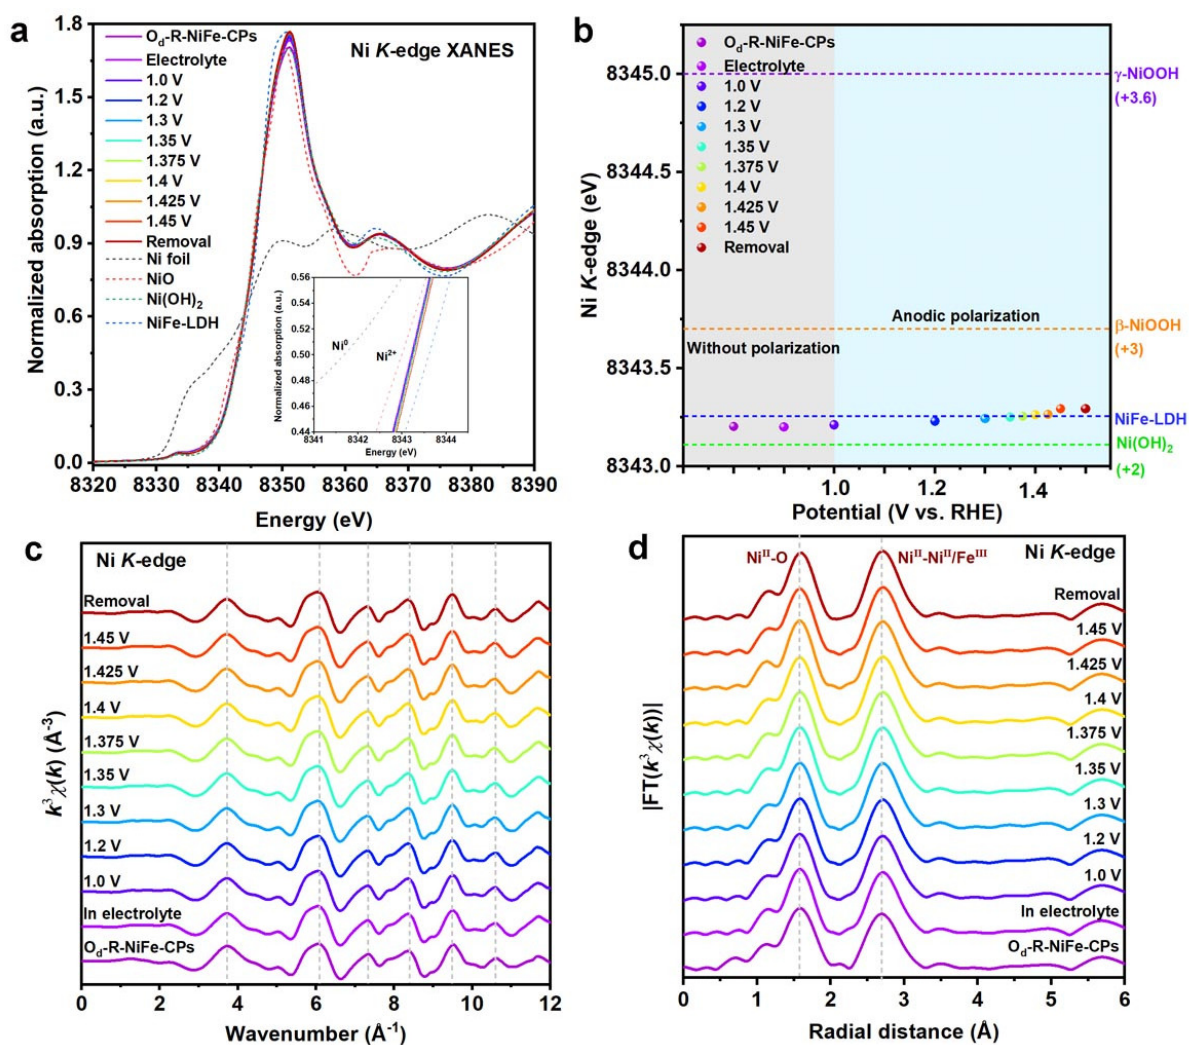 a
Ni K-edge XANES
O_d-R-NiFe-CPs
Electrolyte
1.0 V
1.2 V
1.3 V
1.35 V
1.375 V
1.4 V
1.425 V
1.45 V
Removal
Ni foil
NiO
Ni(OH)₂
NiFe-LDH
Normalized absorption (a.u.)
1.8
1.5
1.2
0.9
0.6
0.3
0.0
8320 8330 8340 8350 8360 8370 8380 8390
Energy (eV)
Normalized absorption (a.u.)
0.56
0.54
0.52
0.50
0.48
0.46
0.44
Ni⁰
Ni²⁺
8341 8342 8343 8344
Energy (eV)
b
O_d-R-NiFe-CPs
Electrolyte
1.0 V
1.2 V
1.3 V
1.35 V
1.375 V
1.4 V
1.425 V
1.45 V
Removal
Ni K-edge (eV)
8345.0
8344.5
8344.0
8343.5
8343.0
Without polarization
Anodic polarization
γ-NiOOH
(+3.6)
β-NiOOH
(+3)
NiFe-LDH
Ni(OH)₂
(+2)
1.0 1.2 1.4
Potential (V vs. RHE)
c
Ni K-edge
Removal
1.45 V
1.425 V
1.4 V
1.375 V
1.35 V
1.3 V
1.2 V
1.0 V
In electrolyte
O_d-R-NiFe-CPs
k³χ(k) (Å⁻³)
0 2 4 6 8 10 12
Wavenumber (Å⁻¹)
d
Ni K-edge
Niᴵᴵ-O
Niᴵᴵ-Niᴵᴵ/Feᴵᴵᴵ
Removal
1.45 V
1.425 V
1.4 V
1.375 V
1.35 V
1.3 V
1.2 V
1.0 V
In electrolyte
O_d-R-NiFe-CPs
|FT(k³χ(k))|
0 1 2 3 4 5 6
Radial distance (Å)